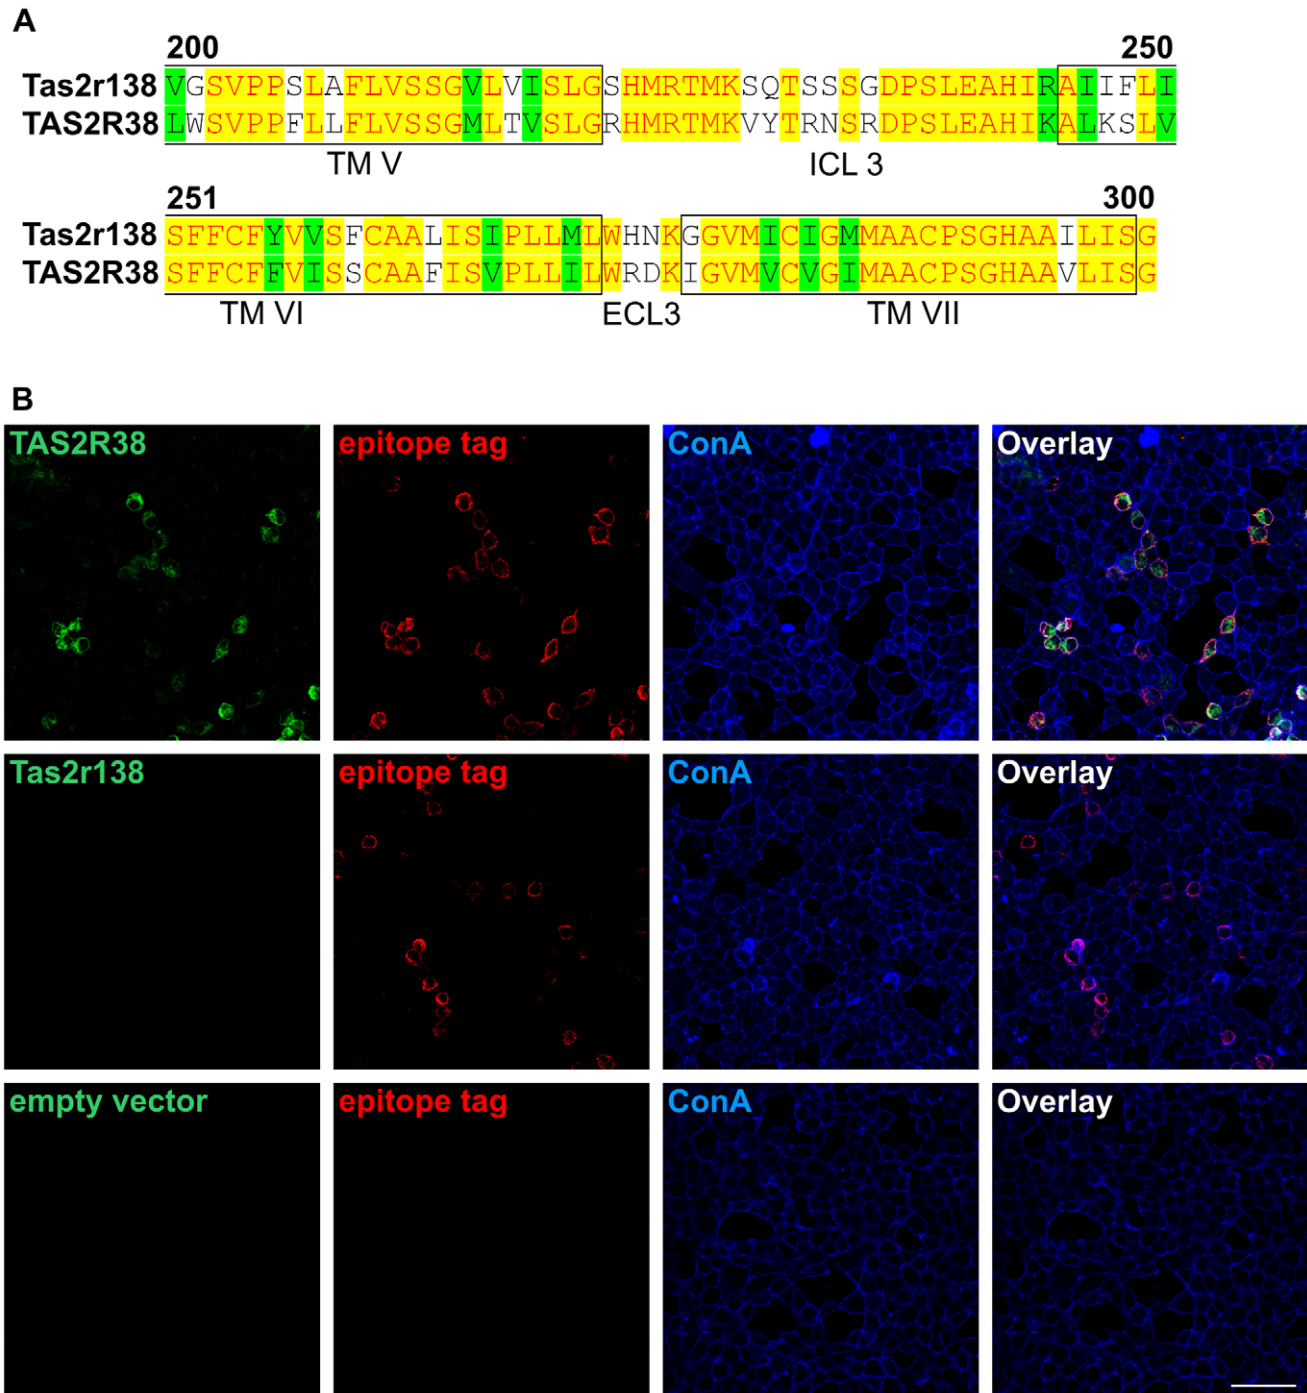 A
200 250
Tas2r138 VGSVPPSLAFLVSSGVLVISLGSHMRTMKSQTSSSGDPSLEAHIRAIIFLI
TAS2R38 LWSVPPFLLFLVSSGMLTVSLGRHMRTMKVYTRNSRDPSLEAHIKALKSLV
TM V ICL 3
251 300
Tas2r138 SFFCFYVVSFCAALISIPLLMLWHNKGGVMICIGMMAACPSGHAAILISG
TAS2R38 SFFCFFVISSCAAFISVPLLILWRDKIGVMVCVGIMAACPSGHAAVLISG
TM VI ECL3 TM VII
B
TAS2R38 epitope tag ConA Overlay
Tas2r138 epitope tag ConA Overlay
empty vector epitope tag ConA Overlay